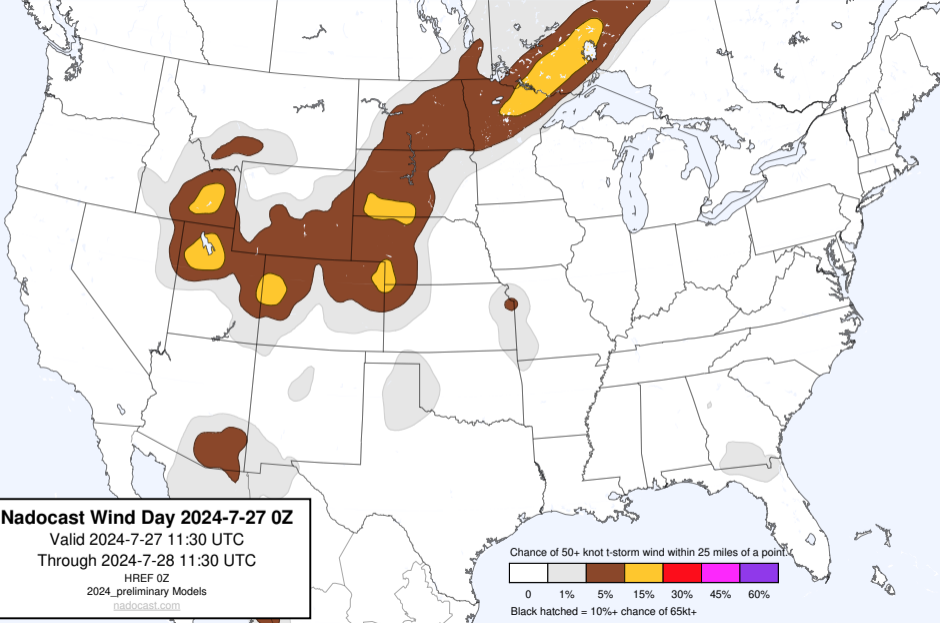 Nadocast Wind Day 2024-7-27 0Z
Valid 2024-7-27 11:30 UTC
Through 2024-7-28 11:30 UTC
HREF 0Z
2024_preliminary Models
nadocast.com
Chance of 50+ knot t-storm wind within 25 miles of a point.
0 1% 5% 15% 30% 45% 60%
Black hatched = 10%+ chance of 65kt+